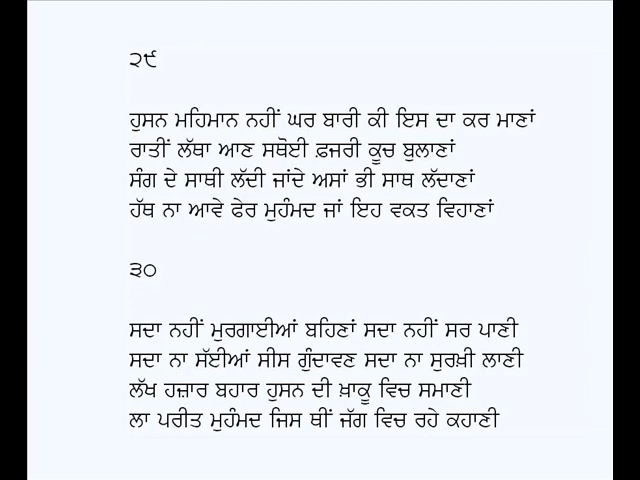 ੨੯
ਹੁਸਨ ਮਹਿਮਾਨ ਨਹੀਂ ਘਰ ਬਾਰੀ ਕੀ ਇਸ ਦਾ ਕਰ ਮਾਣਾਂ
ਰਾਤੀਂ ਲੱਥਾ ਆਣ ਸਥੋਈ ਫ਼ਜਰੀ ਕੂਚ ਬੁਲਾਣਾਂ
ਸੰਗ ਦੇ ਸਾਥੀ ਲੱਦੀ ਜਾਂਦੇ ਅਸਾਂ ਭੀ ਸਾਥ ਲੱਦਾਣਾਂ
ਹੱਥ ਨਾ ਆਵੇ ਫੇਰ ਮੁਹੰਮਦ ਜਾਂ ਇਹ ਵਕਤ ਵਿਹਾਣਾਂ
੩੦
ਸਦਾ ਨਹੀਂ ਮੁਰਗਾਈਆਂ ਬਹਿਣਾਂ ਸਦਾ ਨਹੀਂ ਸਰ ਪਾਣੀ
ਸਦਾ ਨਾ ਸੱਈਆਂ ਸੀਸ ਗੁੰਦਾਵਣ ਸਦਾ ਨਾ ਸੁਰਖ਼ੀ ਲਾਣੀ
ਲੱਖ ਹਜ਼ਾਰ ਬਹਾਰ ਹੁਸਨ ਦੀ ਖ਼ਾਕੂ ਵਿਚ ਸਮਾਣੀ
ਲਾ ਪਰੀਤ ਮੁਹੰਮਦ ਜਿਸ ਥੀਂ ਜੱਗ ਵਿਚ ਰਹੇ ਕਹਾਣੀ